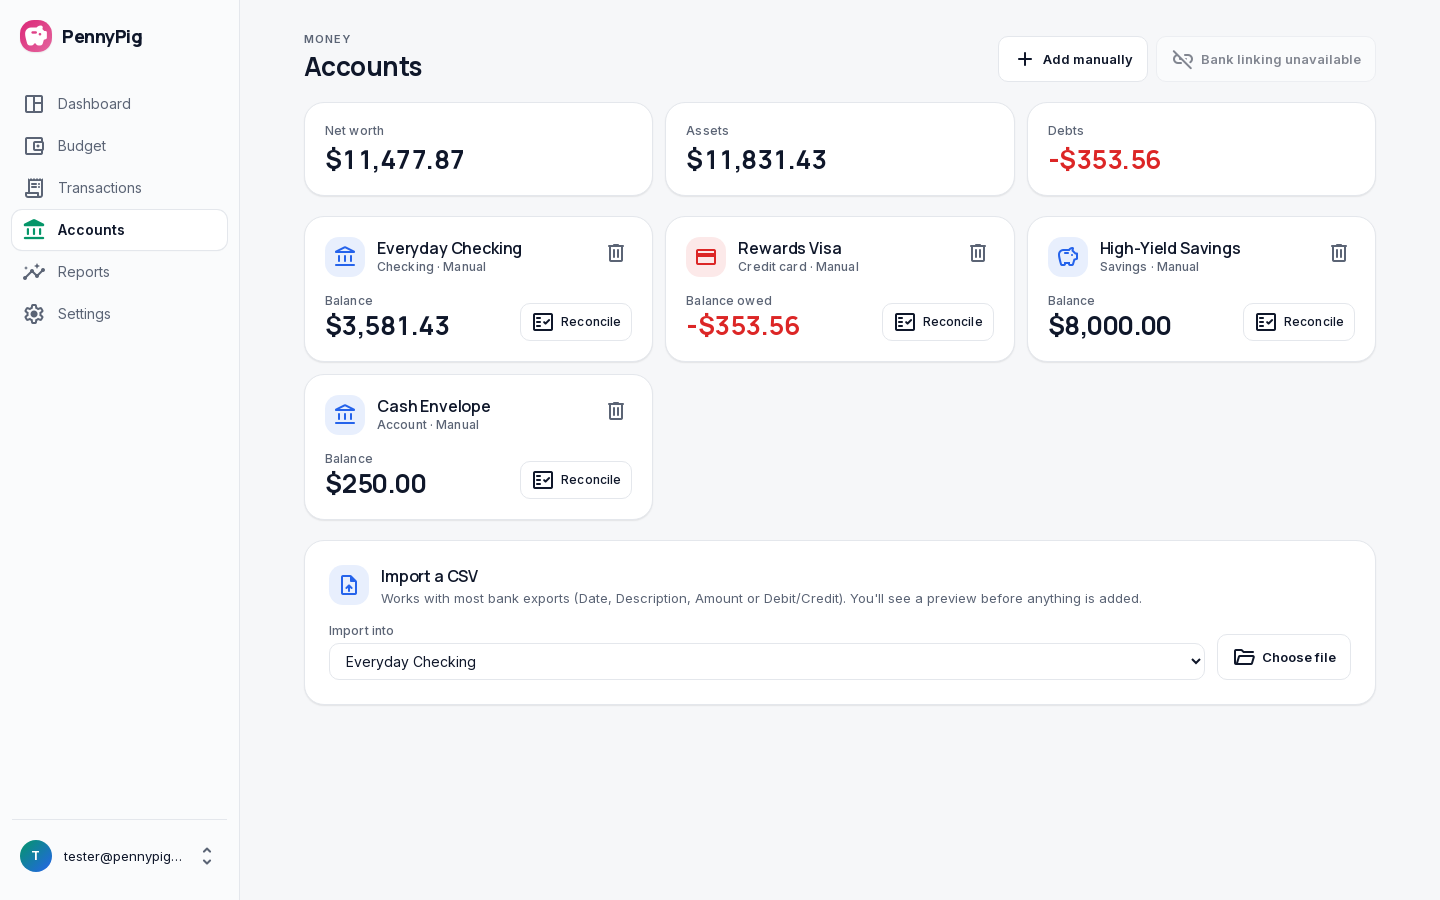 PennyPig
Dashboard
Budget
Transactions
Accounts
Reports
Settings
T
tester@pennypig...
MONEY
Accounts
Add manually
Bank linking unavailable
Net worth
$11,477.87
Assets
$11,831.43
Debts
-$353.56
Everyday Checking
Checking · Manual
Balance
$3,581.43
Reconcile
Rewards Visa
Credit card · Manual
Balance owed
-$353.56
Reconcile
High-Yield Savings
Savings · Manual
Balance
$8,000.00
Reconcile
Cash Envelope
Account · Manual
Balance
$250.00
Reconcile
Import a CSV
Works with most bank exports (Date, Description, Amount or Debit/Credit). You'll see a preview before anything is added.
Import into
Everyday Checking
Choose file